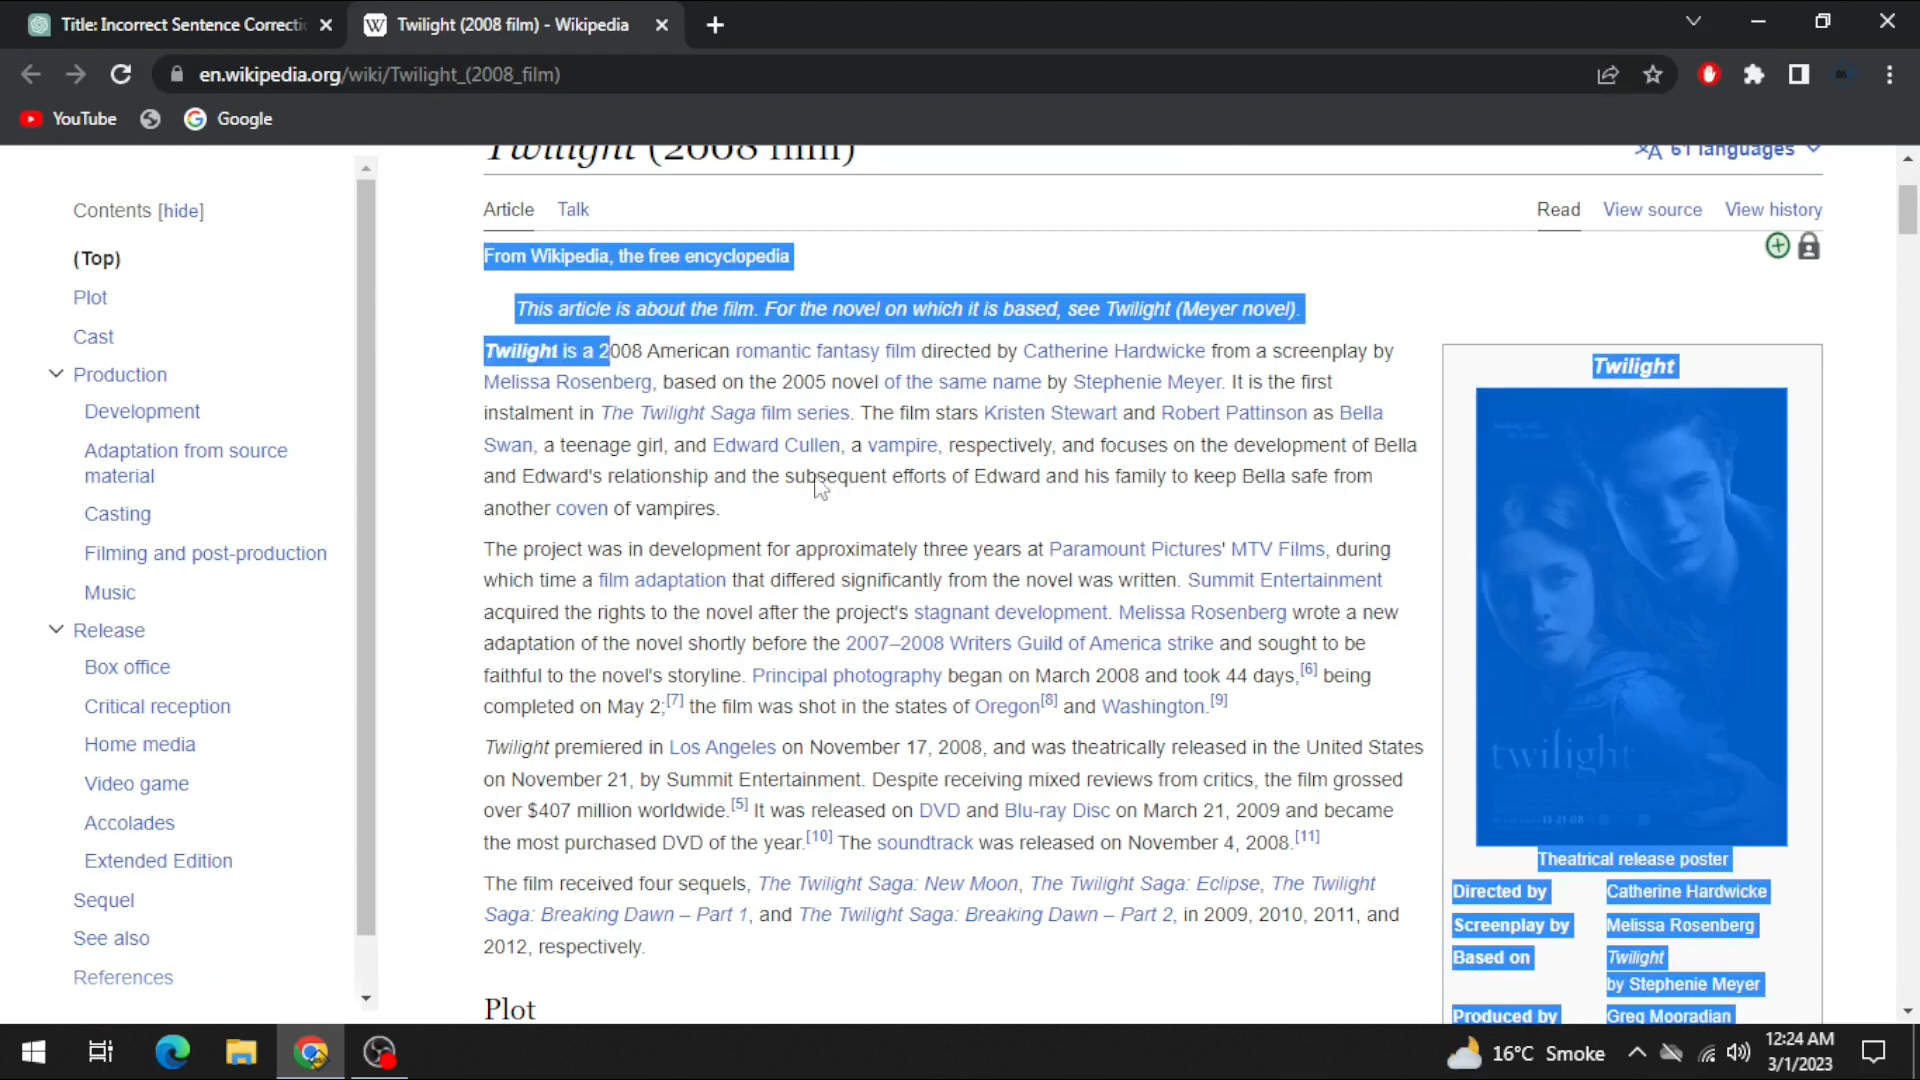 Title: Incorrect Sentence Correcti
Twilight (2008 film) - Wikipedia
en.wikipedia.org/wiki/Twilight_(2008_film)
YouTube
Google
Contents [hide]
(Top)
Plot
Cast
Production
Development
Adaptation from source
material
Casting
Filming and post-production
Music
Release
Box office
Critical reception
Home media
Video game
Accolades
Extended Edition
Sequel
See also
References
Twilight (2008 film)
61 languages
Article Talk
Read View source View history
From Wikipedia, the free encyclopedia
This article is about the film. For the novel on which it is based, see Twilight (Meyer novel).
Twilight is a 2008 American romantic fantasy film directed by Catherine Hardwicke from a screenplay by
Melissa Rosenberg, based on the 2005 novel of the same name by Stephenie Meyer. It is the first
instalment in The Twilight Saga film series. The film stars Kristen Stewart and Robert Pattinson as Bella
Swan, a teenage girl, and Edward Cullen, a vampire, respectively, and focuses on the development of Bella
and Edward's relationship and the subsequent efforts of Edward and his family to keep Bella safe from
another coven of vampires.
The project was in development for approximately three years at Paramount Pictures' MTV Films, during
which time a film adaptation that differed significantly from the novel was written. Summit Entertainment
acquired the rights to the novel after the project's stagnant development. Melissa Rosenberg wrote a new
adaptation of the novel shortly before the 2007–2008 Writers Guild of America strike and sought to be
faithful to the novel's storyline. Principal photography began on March 2008 and took 44 days,[6] being
completed on May 2;[7] the film was shot in the states of Oregon[8] and Washington.[9]
Twilight premiered in Los Angeles on November 17, 2008, and was theatrically released in the United States
on November 21, by Summit Entertainment. Despite receiving mixed reviews from critics, the film grossed
over $407 million worldwide.[5] It was released on DVD and Blu-ray Disc on March 21, 2009 and became
the most purchased DVD of the year.[10] The soundtrack was released on November 4, 2008.[11]
The film received four sequels, The Twilight Saga: New Moon, The Twilight Saga: Eclipse, The Twilight
Saga: Breaking Dawn – Part 1, and The Twilight Saga: Breaking Dawn – Part 2, in 2009, 2010, 2011, and
2012, respectively.
Plot
Twilight
twilight
11·21·08
Theatrical release poster
Directed by Catherine Hardwicke
Screenplay by Melissa Rosenberg
Based on Twilight
by Stephenie Meyer
Produced by Greg Mooradian
16°C Smoke
12:24 AM
3/1/2023